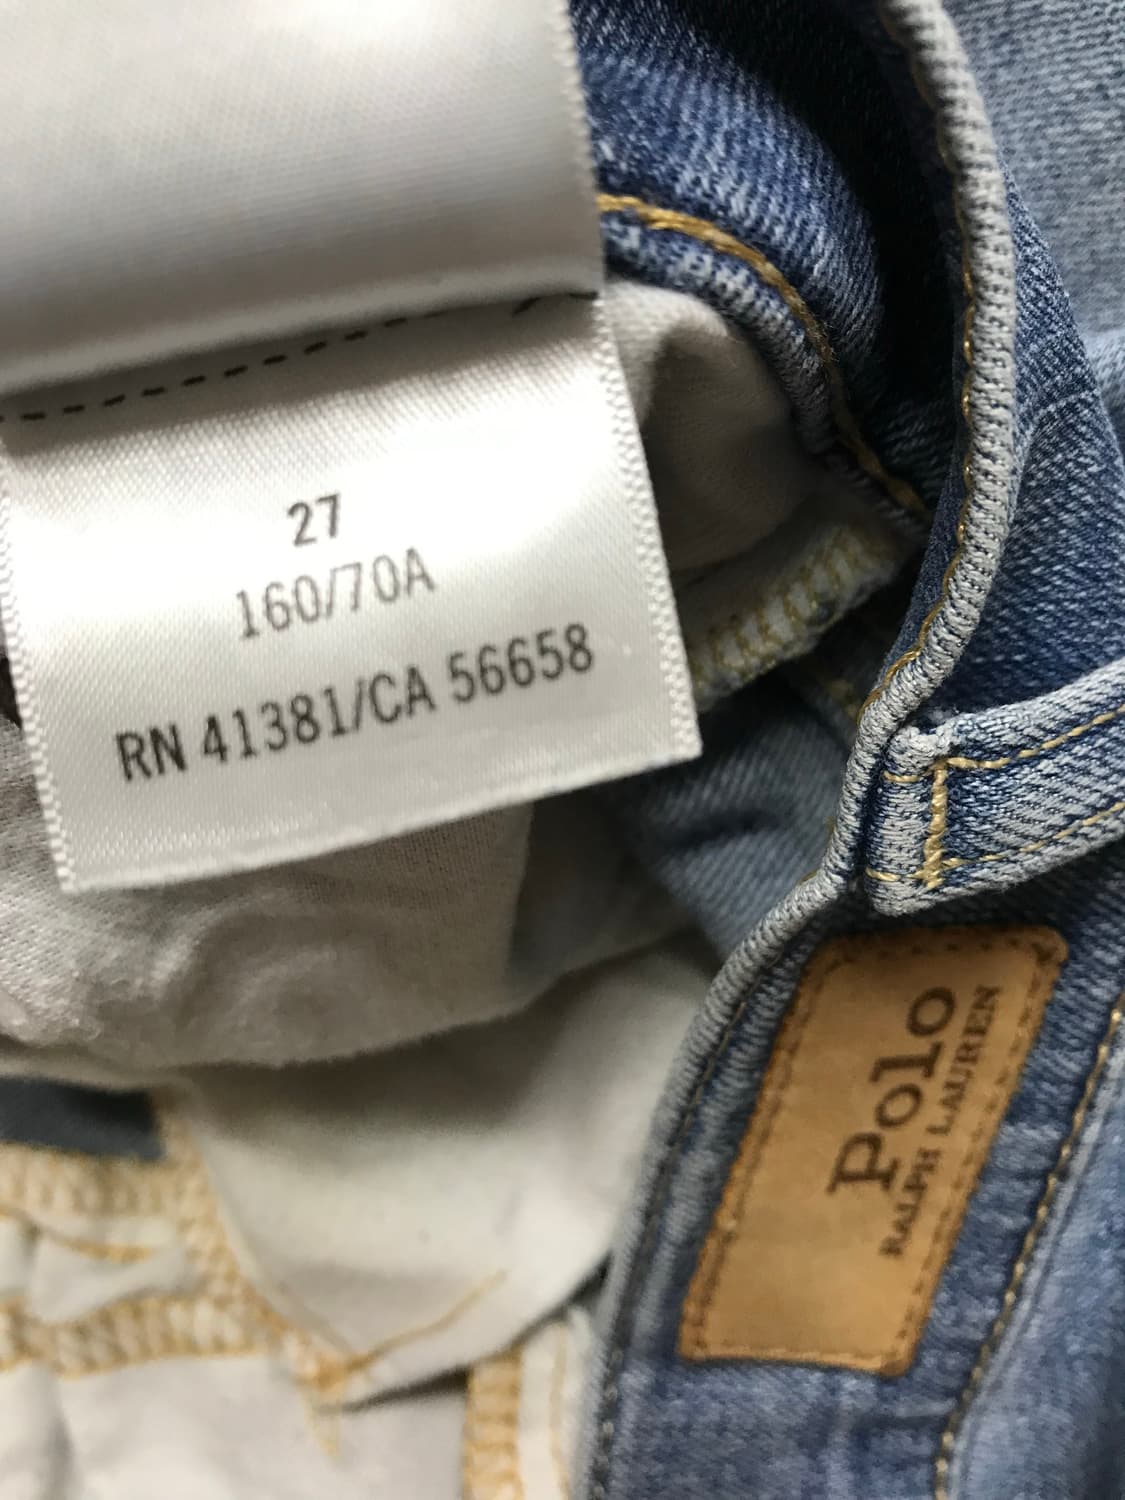 27
160/70A
RN 41381/CA 56658
Polo
RALPH LAUREN